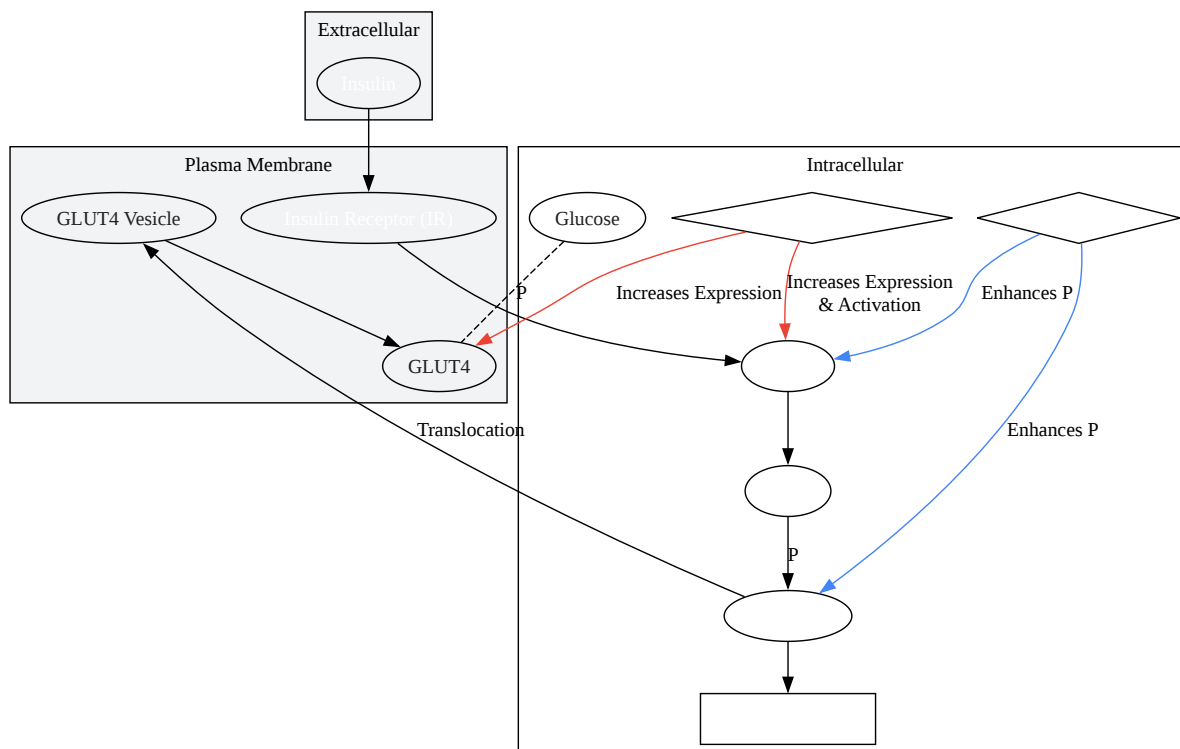 Extracellular
Insulin
Plasma Membrane
Intracellular
GLUT4 Vesicle
Insulin Receptor (IR)
Glucose
P
Increases Expression
Increases Expression
& Activation
Enhances P
GLUT4
Translocation
Enhances P
P